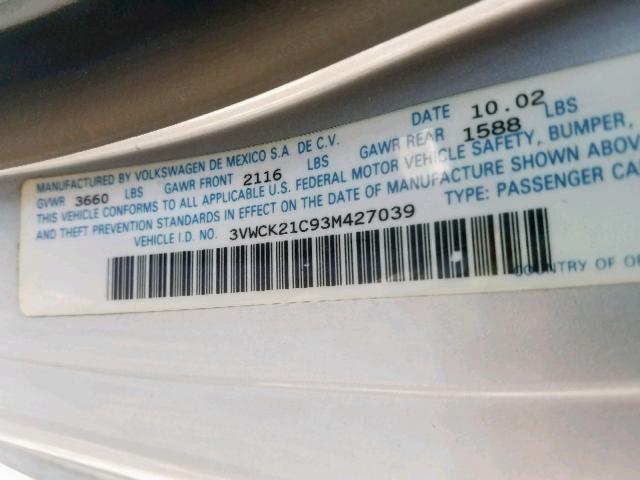 MANUFACTURED BY VOLKSWAGEN DE MEXICO S.A. DE C.V. DATE 10.02
GVWR 3660 LBS GAWR FRONT 2116 LBS GAWR REAR 1588 LBS
THIS VEHICLE CONFORMS TO ALL APPLICABLE U.S. FEDERAL MOTOR VEHICLE SAFETY, BUMPER,
AND THEFT PREVENTION STANDARDS IN EFFECT ON THE DATE OF MANUFACTURE SHOWN ABOVE
VEHICLE I.D. NO. 3VWCK21C93M427039 TYPE: PASSENGER CA
COUNTRY OF OR